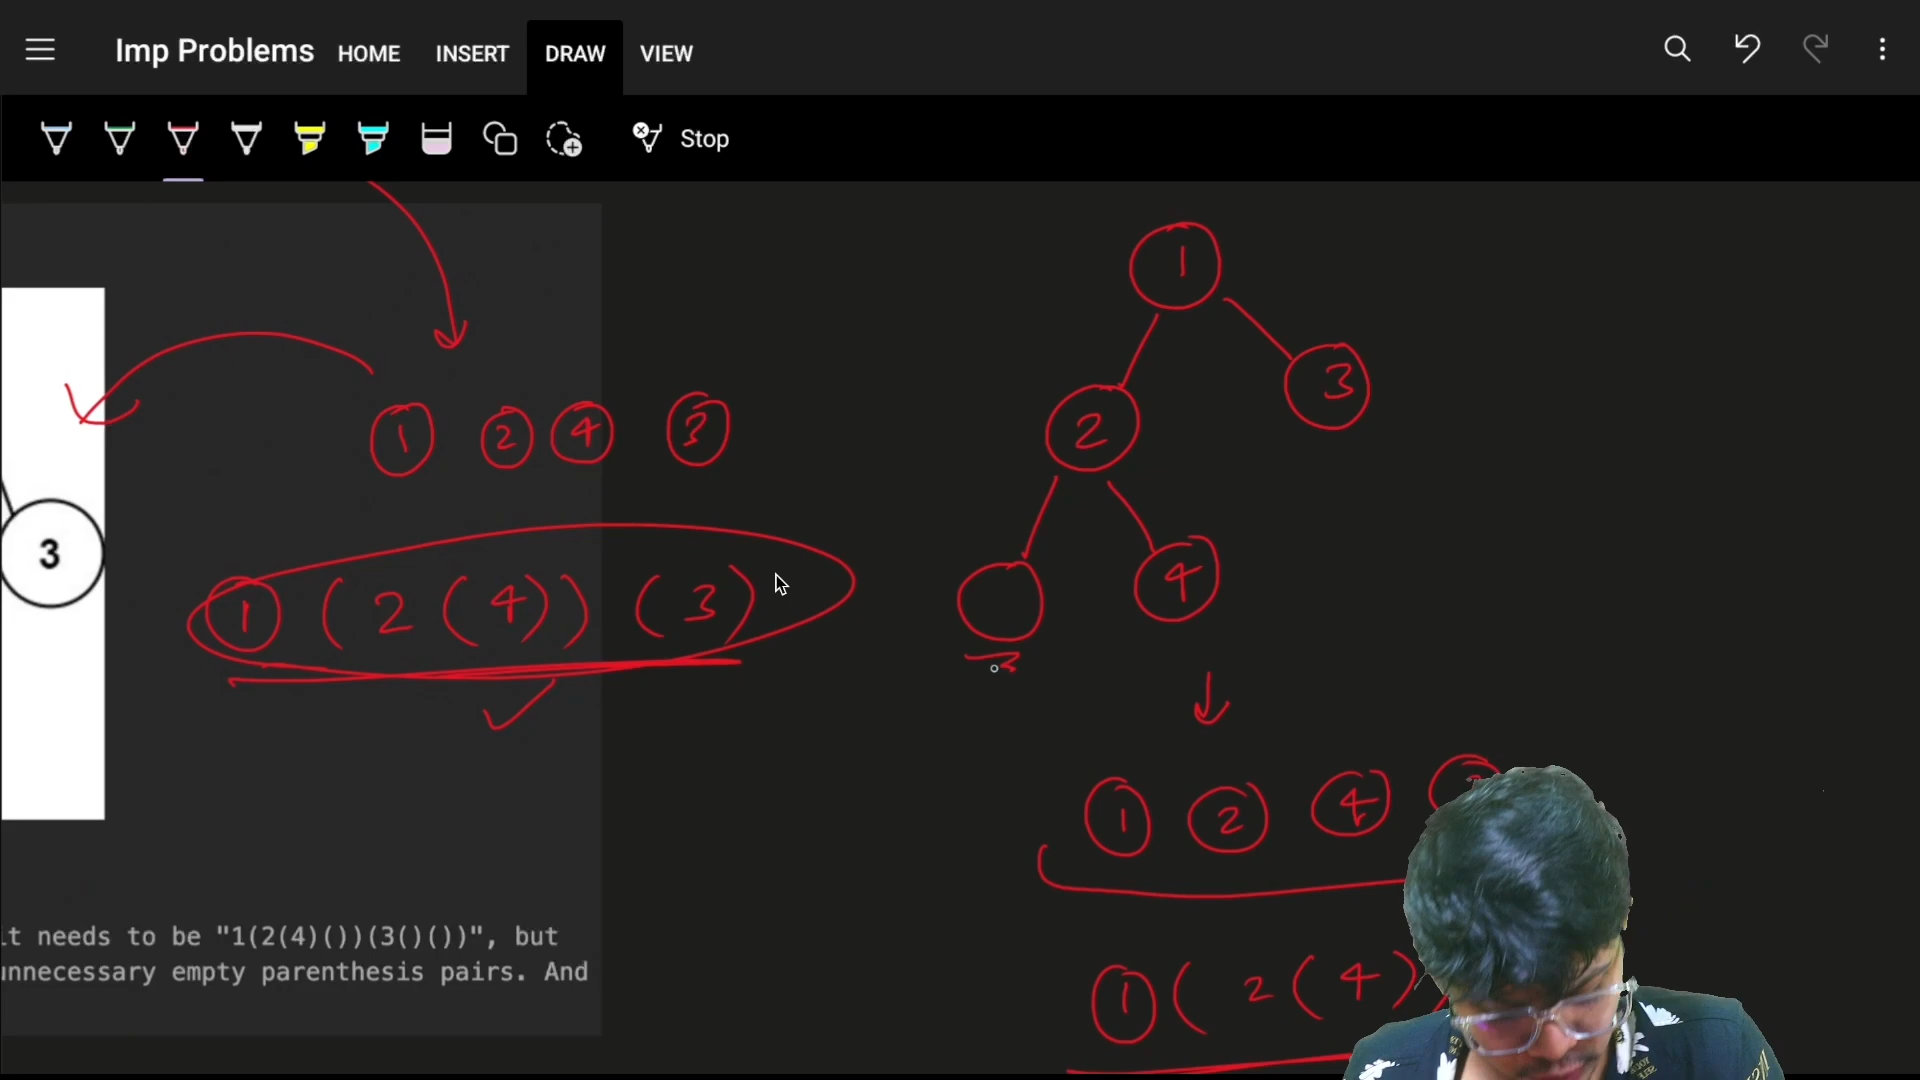 Imp Problems HOME INSERT DRAW VIEW
Stop
1
3
2
1 2 4 3
3
4
1 (2 (4)) (3)
1 2 4
it needs to be "1(2(4)())(3()())", but
unnecessary empty parenthesis pairs. And
1 ( 2 ( 4 )